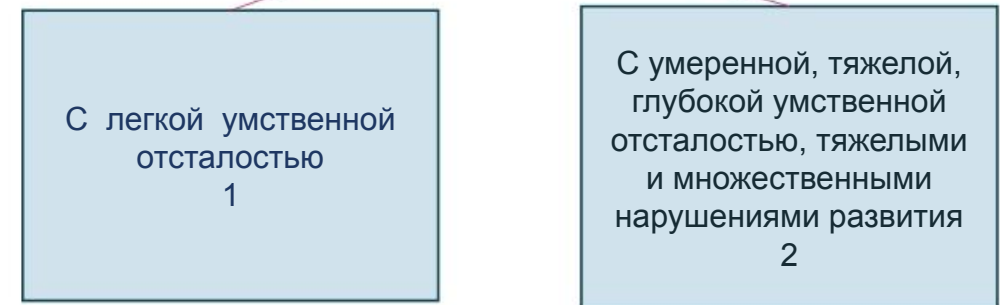 С легкой умственной
отсталостью
1
С умеренной, тяжелой,
глубокой умственной
отсталостью, тяжелыми
и множественными
нарушениями развития
2